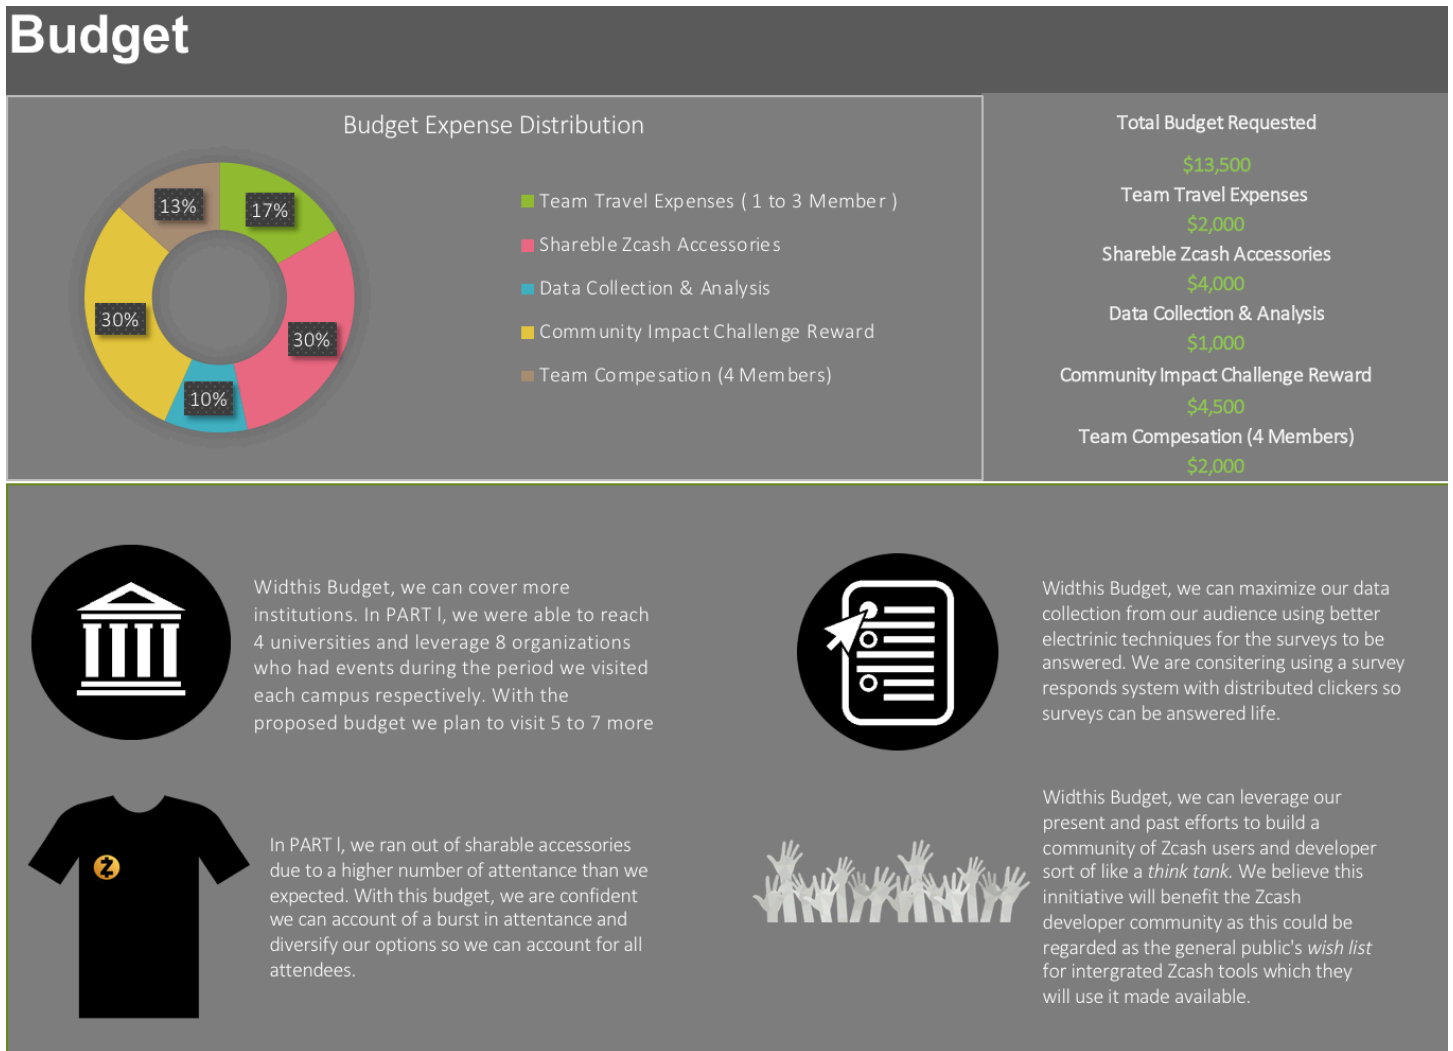 Budget
Budget Expense Distribution
13%
17%
30%
30%
10%
Team Travel Expenses ( 1 to 3 Member )
Shareble Zcash Accessories
Data Collection & Analysis
Community Impact Challenge Reward
Team Compesation (4 Members)
Total Budget Requested
$13,500
Team Travel Expenses
$2,000
Shareble Zcash Accessories
$4,000
Data Collection & Analysis
$1,000
Community Impact Challenge Reward
$4,500
Team Compesation (4 Members)
$2,000
Widthis Budget, we can cover more
institutions. In PART I, we were able to reach
4 universities and leverage 8 organizations
who had events during the period we visited
each campus respectively. With the
proposed budget we plan to visit 5 to 7 more
Widthis Budget, we can maximize our data
collection from our audience using better
electrinic techniques for the surveys to be
answered. We are consitering using a survey
responds system with distributed clickers so
surveys can be answered life.
In PART I, we ran out of sharable accessories
due to a higher number of attentance than we
expected. With this budget, we are confident
we can account of a burst in attentance and
diversify our options so we can account for all
attendees.
Widthis Budget, we can leverage our
present and past efforts to build a
community of Zcash users and developer
sort of like a think tank. We believe this
innitiative will benefit the Zcash
developer community as this could be
regarded as the general public's wish list
for intergrated Zcash tools which they
will use it made available.